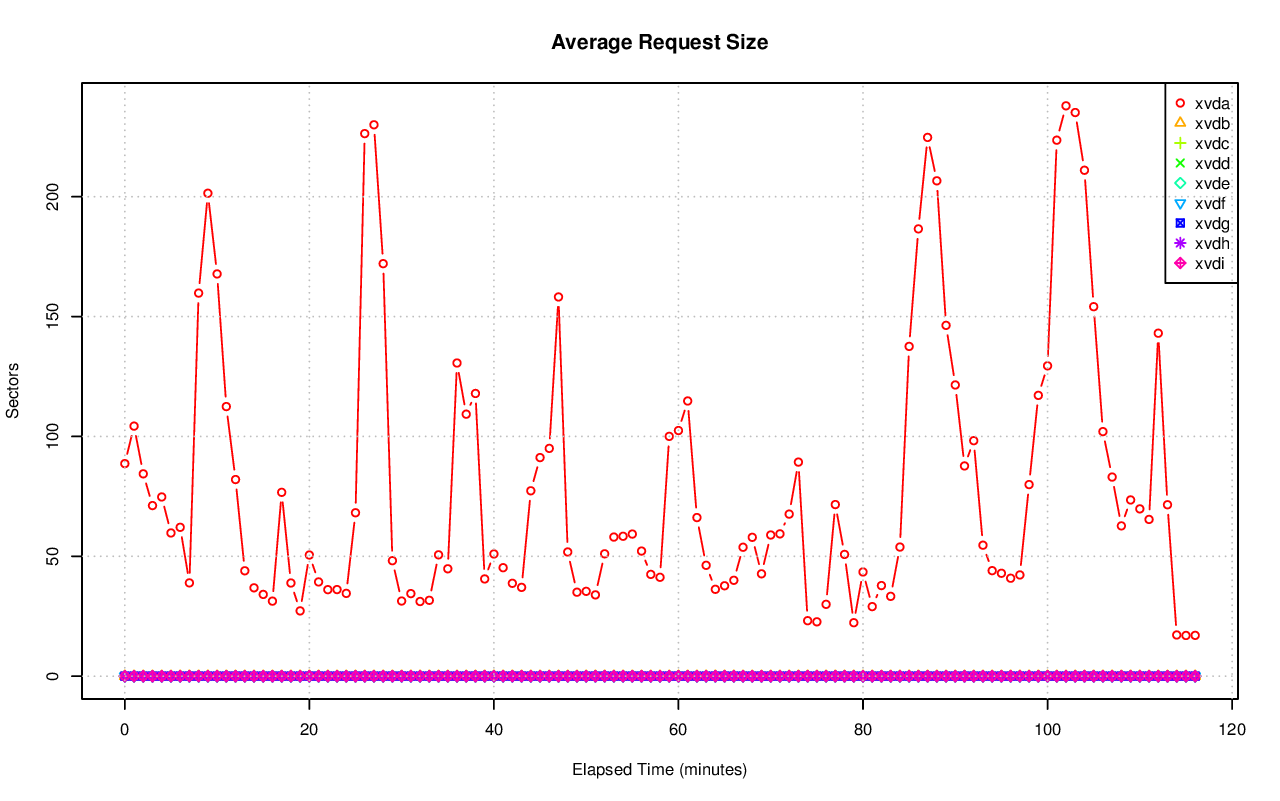 Average Request Size
Sectors
200
150
100
50
0
0 20 40 60 80 100 120
Elapsed Time (minutes)
xvda
xvdb
xvdc
xvdd
xvde
xvdf
xvdg
xvdh
xvdi